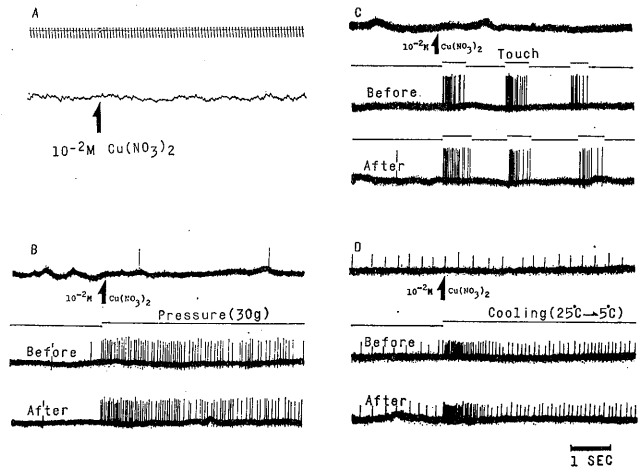 A
10⁻²M Cu(NO₃)₂
B
10⁻²M Cu(NO₃)₂
Pressure(30g)
Before
After
C
10⁻²M Cu(NO₃)₂
Touch
Before
After
D
10⁻²M Cu(NO₃)₂
Cooling(25℃→5℃)
Before
After
1 SEC